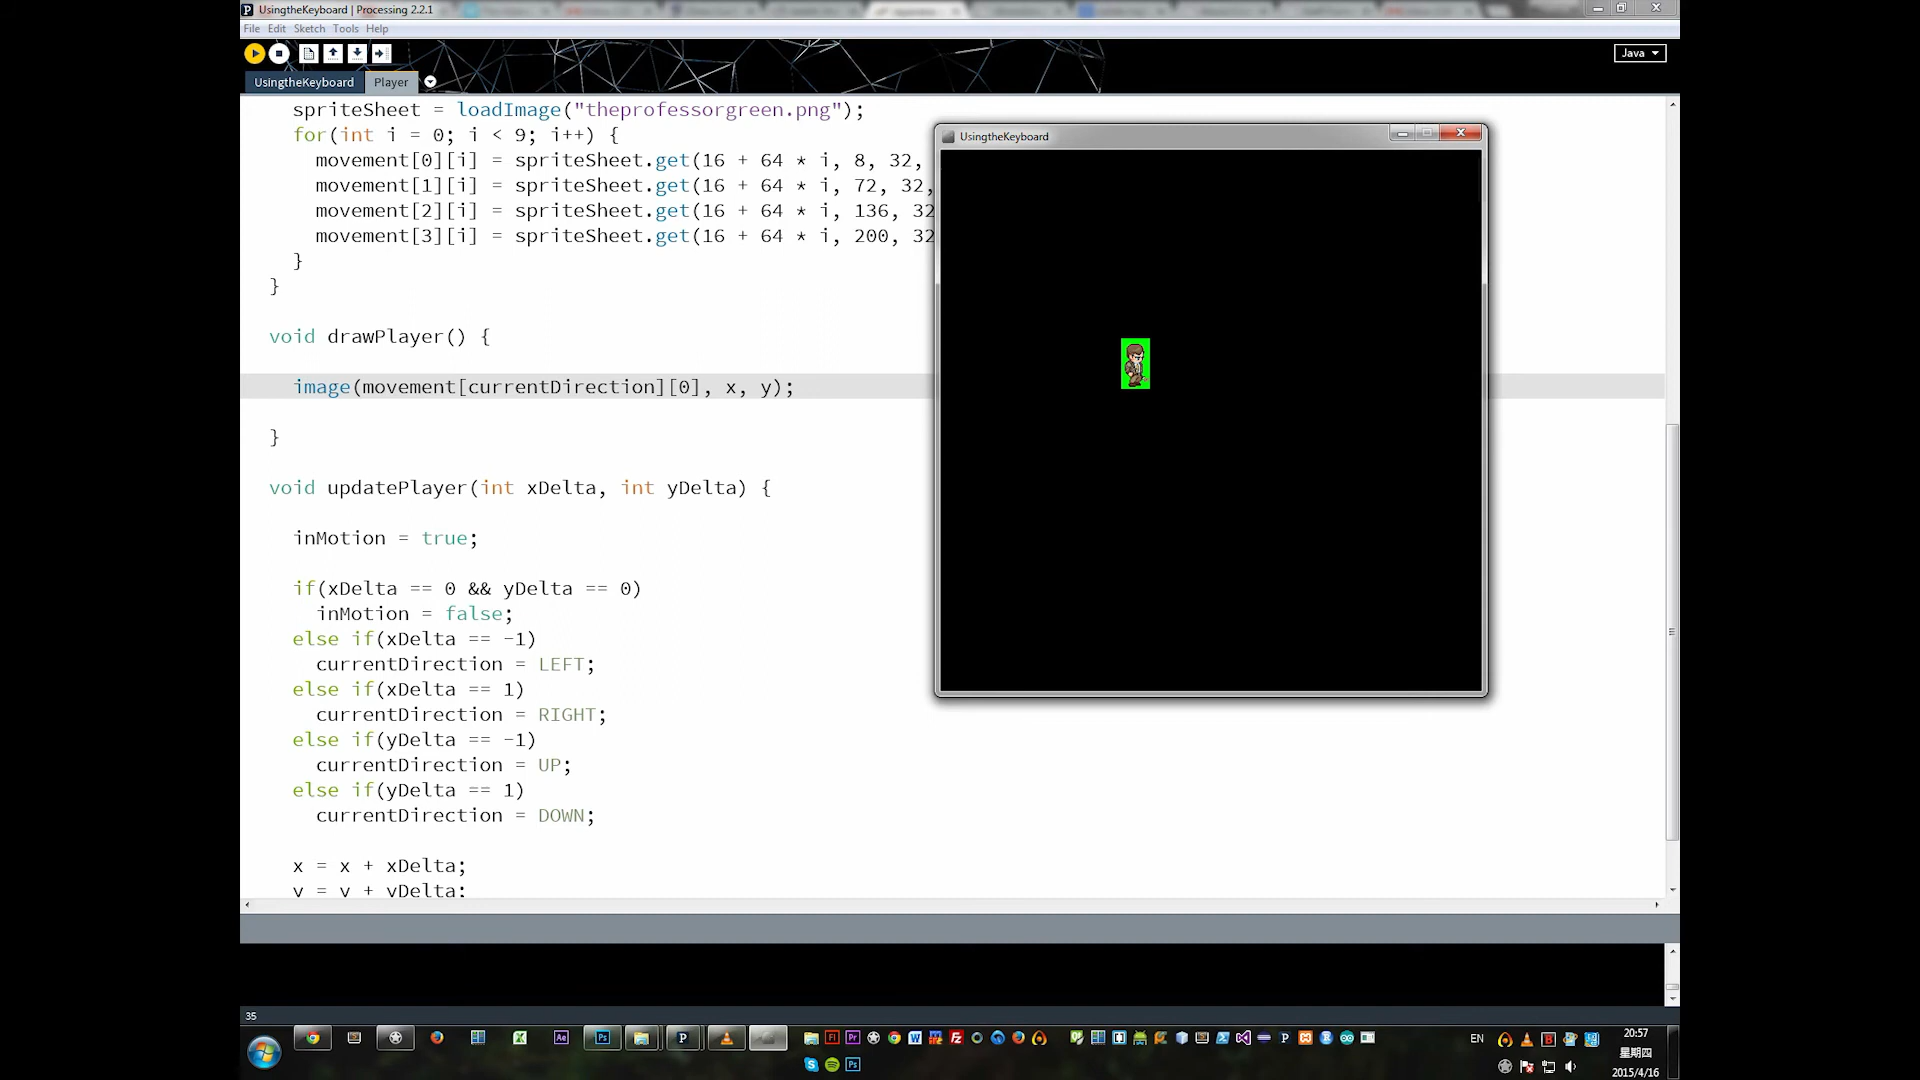 UsingtheKeyboard | Processing 2.2.1
File Edit Sketch Tools Help
Java
UsingtheKeyboard Player
spriteSheet = loadImage("theprofessorgreen.png");
for(int i = 0; i < 9; i++) {
movement[0][i] = spriteSheet.get(16 + 64 * i, 8, 32,
movement[1][i] = spriteSheet.get(16 + 64 * i, 72, 32,
movement[2][i] = spriteSheet.get(16 + 64 * i, 136, 32
movement[3][i] = spriteSheet.get(16 + 64 * i, 200, 32
}
}
void drawPlayer() {
image(movement[currentDirection][0], x, y);
}
void updatePlayer(int xDelta, int yDelta) {
inMotion = true;
if(xDelta == 0 && yDelta == 0)
inMotion = false;
else if(xDelta == -1)
currentDirection = LEFT;
else if(xDelta == 1)
currentDirection = RIGHT;
else if(yDelta == -1)
currentDirection = UP;
else if(yDelta == 1)
currentDirection = DOWN;
x = x + xDelta;
y = y + yDelta;
UsingtheKeyboard
35
EN
20:57
星期四
2015/4/16